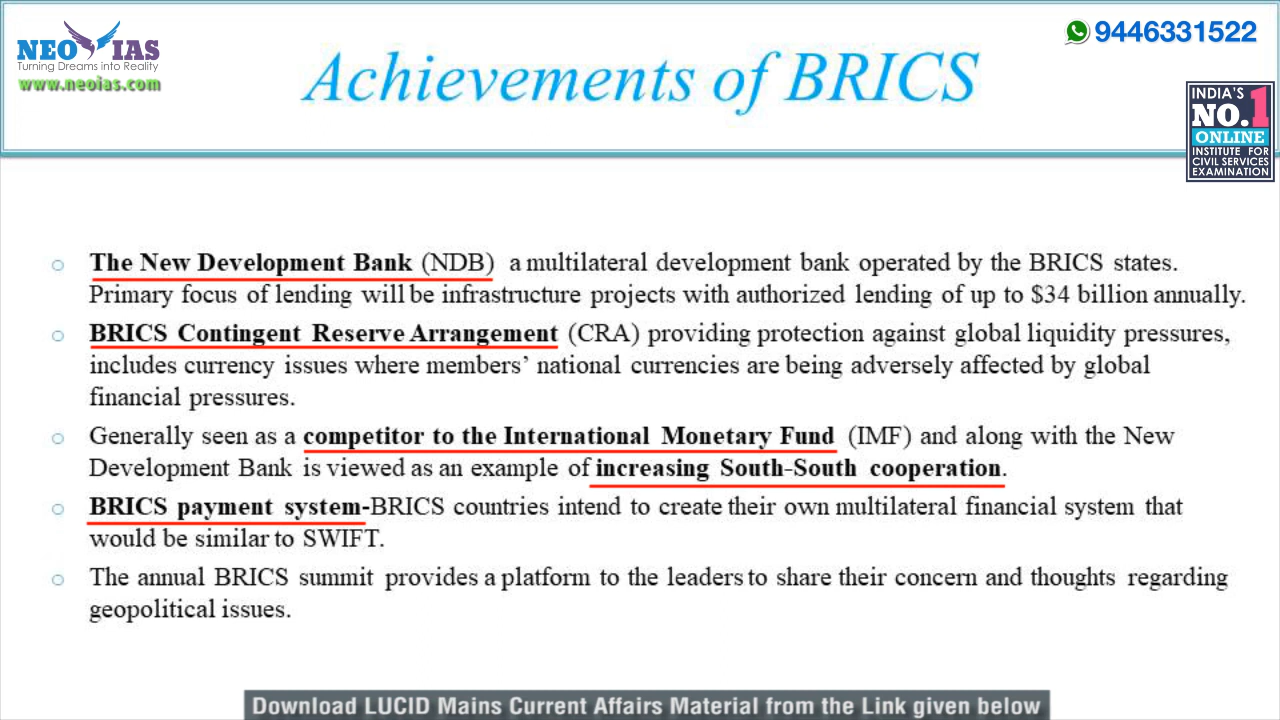 NEO IAS
Turning Dreams into Reality
www.neoias.com
Achievements of BRICS
9446331522
INDIA'S
NO.1
ONLINE
INSTITUTE FOR
CIVIL SERVICES
EXAMINATION
The New Development Bank (NDB) a multilateral development bank operated by the BRICS states.
Primary focus of lending will be infrastructure projects with authorized lending of up to $34 billion annually.
BRICS Contingent Reserve Arrangement (CRA) providing protection against global liquidity pressures,
includes currency issues where members' national currencies are being adversely affected by global
financial pressures.
Generally seen as a competitor to the International Monetary Fund (IMF) and along with the New
Development Bank is viewed as an example of increasing South-South cooperation.
BRICS payment system-BRICS countries intend to create their own multilateral financial system that
would be similar to SWIFT.
The annual BRICS summit provides a platform to the leaders to share their concern and thoughts regarding
geopolitical issues.
Download LUCID Mains Current Affairs Material from the Link given below